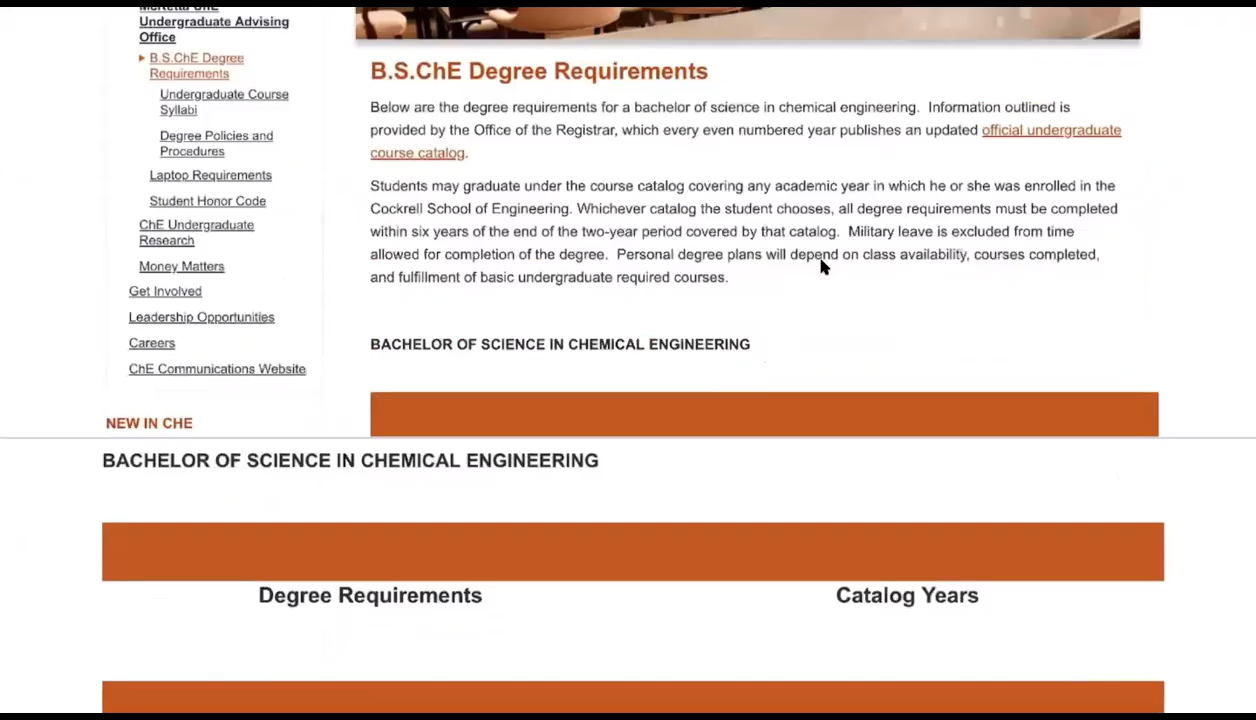 McKetta ChE
Undergraduate Advising
Office
B.S.ChE Degree
Requirements
Undergraduate Course
Syllabi
Degree Policies and
Procedures
Laptop Requirements
Student Honor Code
ChE Undergraduate
Research
Money Matters
Get Involved
Leadership Opportunities
Careers
ChE Communications Website
NEW IN CHE
B.S.ChE Degree Requirements
Below are the degree requirements for a bachelor of science in chemical engineering. Information outlined is
provided by the Office of the Registrar, which every even numbered year publishes an updated official undergraduate
course catalog.
Students may graduate under the course catalog covering any academic year in which he or she was enrolled in the
Cockrell School of Engineering. Whichever catalog the student chooses, all degree requirements must be completed
within six years of the end of the two-year period covered by that catalog. Military leave is excluded from time
allowed for completion of the degree. Personal degree plans will depend on class availability, courses completed,
and fulfillment of basic undergraduate required courses.
BACHELOR OF SCIENCE IN CHEMICAL ENGINEERING
BACHELOR OF SCIENCE IN CHEMICAL ENGINEERING
Degree Requirements
Catalog Years